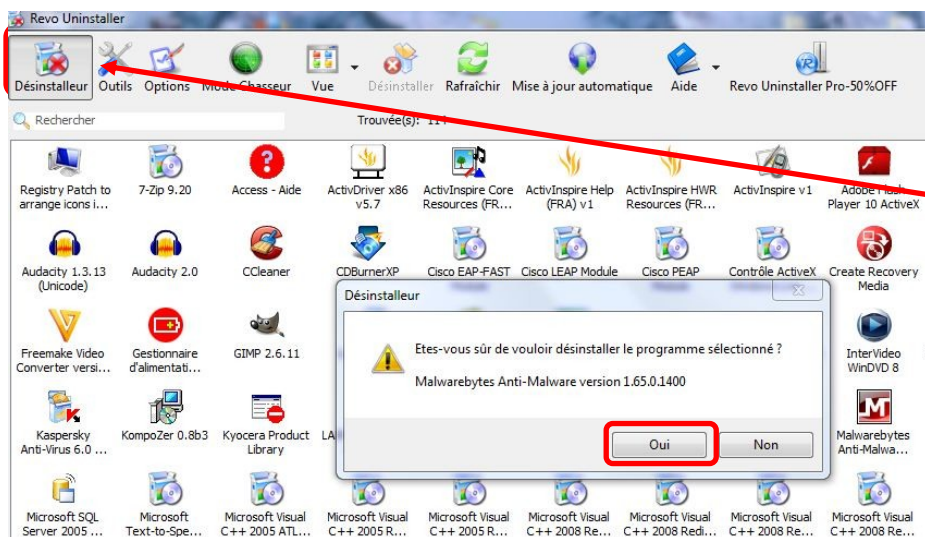 Revo Uninstaller
Désinstalleur Outils Options Mode Chasseur Vue Désinstaller Rafraîchir Mise à jour automatique Aide Revo Uninstaller Pro-50%OFF
Rechercher Trouvée(s):
Registry Patch to 7-Zip 9.20 Access - Aide ActivDriver x86 ActivInspire Core ActivInspire Help ActivInspire HWR ActivInspire v1 Adobe Flash
arrange icons i... v5.7 Resources (FR... (FRA) v1 Resources (FR... Player 10 ActiveX
Audacity 1.3.13 Audacity 2.0 CCleaner CDBurnerXP Cisco EAP-FAST Cisco LEAP Module Cisco PEAP Contrôle ActiveX Create Recovery
(Unicode) Media
Désinstalleur
Etes-vous sûr de vouloir désinstaller le programme sélectionné ?
Malwarebytes Anti-Malware version 1.65.0.1400
Oui Non
Freemake Video Gestionnaire GIMP 2.6.11 InterVideo
Converter versi... d'alimentati... WinDVD 8
Kaspersky KompoZer 0.8b3 Kyocera Product LA Malwarebytes
Anti-Virus 6.0 ... Library Anti-Malwa...
Microsoft SQL Microsoft Microsoft Visual Microsoft Visual Microsoft Visual Microsoft Visual Microsoft Visual Microsoft Visual Microsoft Visual
Server 2005 ... Text-to-Spe... C++ 2005 ATL... C++ 2005 R... C++ 2005 R... C++ 2008 Re... C++ 2008 Redi... C++ 2008 Re... C++ 2008 Re...